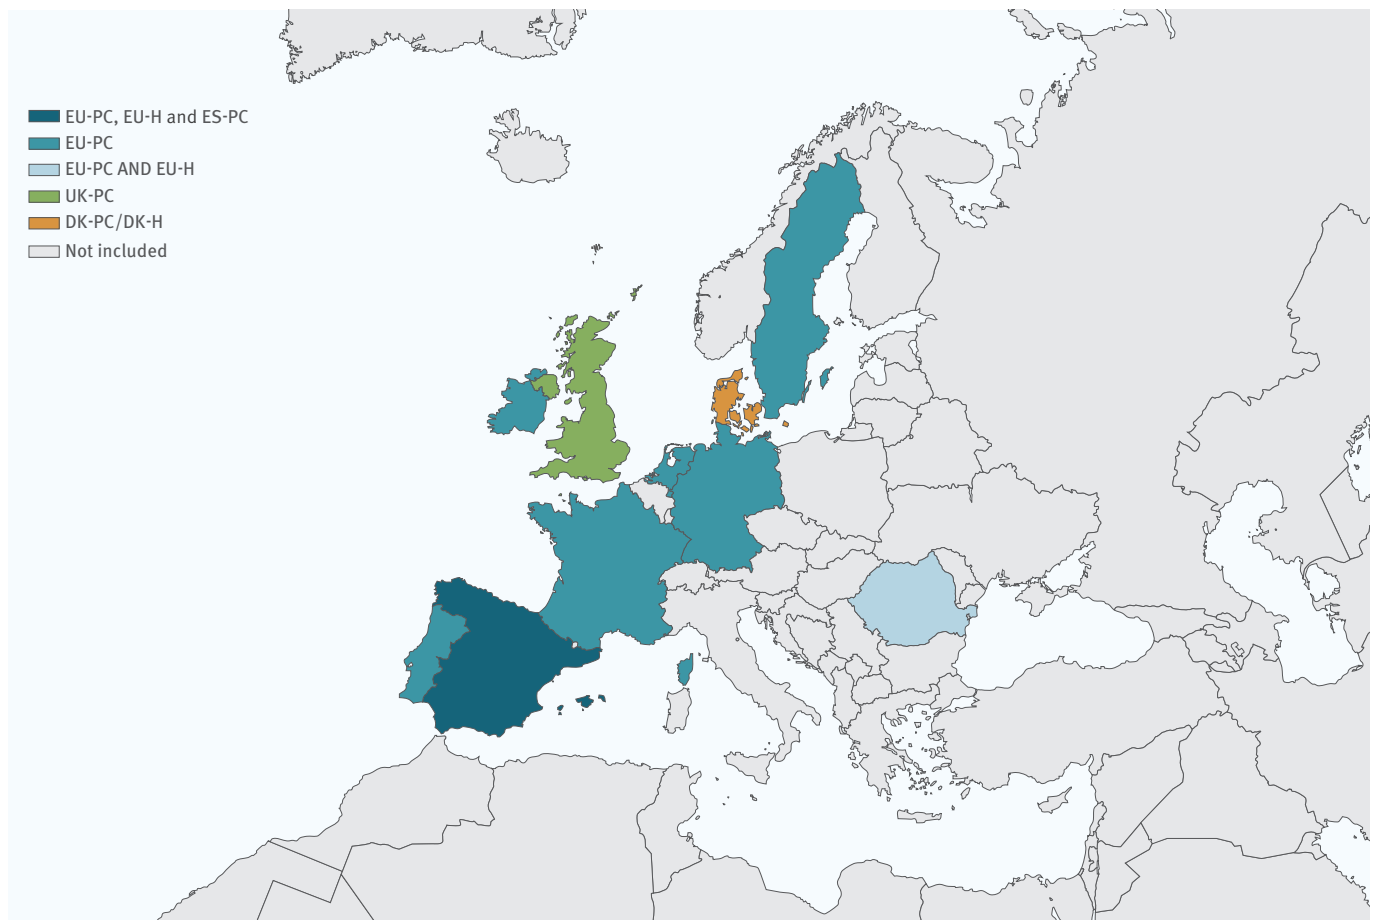 EU-PC, EU-H and ES-PC
EU-PC
EU-PC AND EU-H
UK-PC
DK-PC/DK-H
Not included